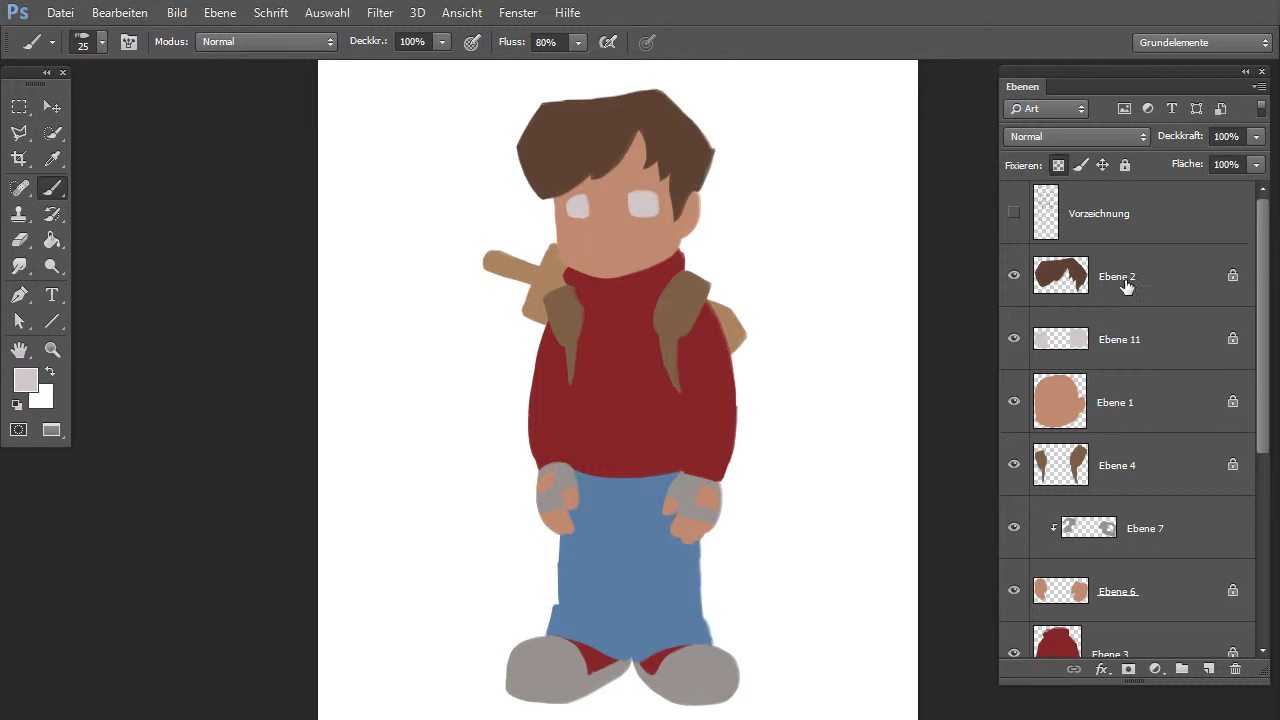 Ps Datei Bearbeiten Bild Ebene Schrift Auswahl Filter 3D Ansicht Fenster Hilfe
25 Modus: Normal Deckkr.: 100% Fluss: 80% Grundelemente
Ebenen
Art
Normal Deckkraft: 100%
Fixieren: Fläche: 100%
Vorzeichnung
Ebene 2
Ebene 11
Ebene 1
Ebene 4
Ebene 7
Ebene 6
Ebene 3
fx